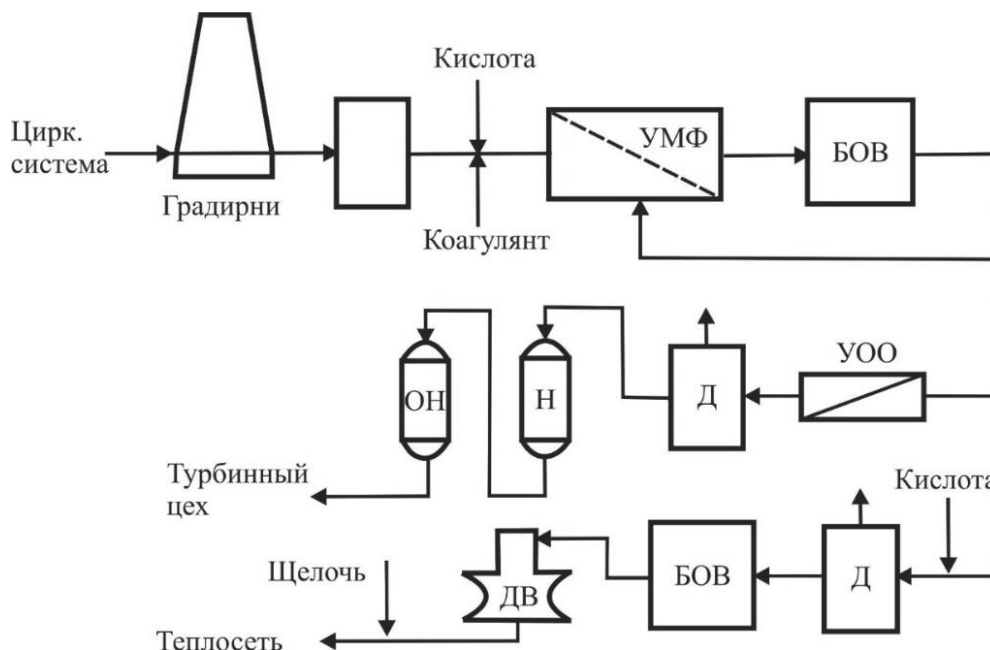 Кислота
Цирк.
система
УМФ
БОВ
Градирни
Коагулянт
УОО
ОН
Н
Д
Турбинный
цех
Кислота
Щелочь
ДВ
БОВ
Д
Теплосеть